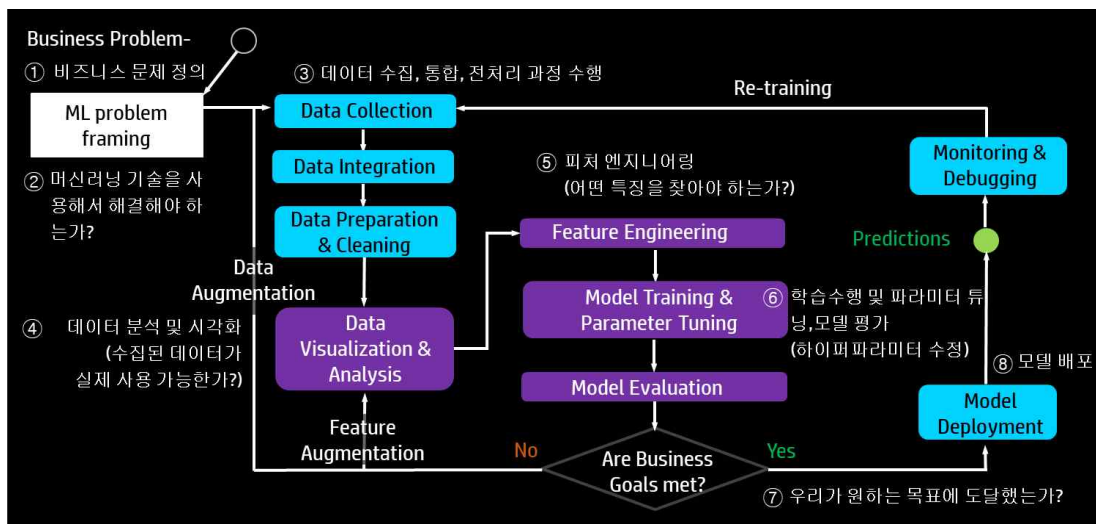 Business Problem-
① 비즈니스 문제 정의
ML problem
framing
② 머신러닝 기술을 사
용해서 해결해야 하
는가?
③ 데이터 수집, 통합, 전처리 과정 수행
Data Collection
Data Integration
Data Preparation
& Cleaning
Data
Augmentation
④ 데이터 분석 및 시각화
(수집된 데이터가
실제 사용 가능한가?)
Data
Visualization &
Analysis
Feature
Augmentation
⑤ 피처 엔지니어링
(어떤 특징을 찾아야 하는가?)
Feature Engineering
Model Training &
Parameter Tuning
⑥ 학습수행 및 파라미터 튜
닝,모델 평가
(하이퍼파라미터 수정)
Model Evaluation
Are Business
Goals met?
No
Yes
⑦ 우리가 원하는 목표에 도달했는가?
⑧ 모델 배포
Model
Deployment
Predictions
Monitoring &
Debugging
Re-training